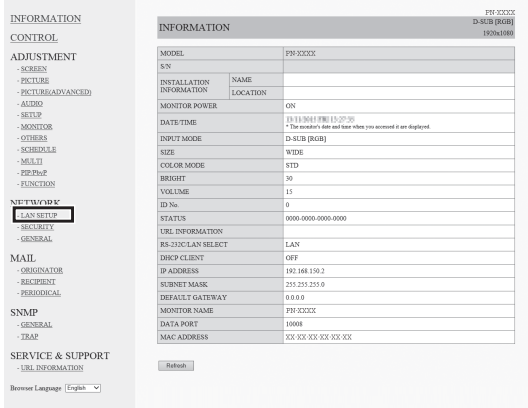 INFORMATION
CONTROL
ADJUSTMENT
- SCREEN
- PICTURE
- PICTURE(ADVANCED)
- AUDIO
- SETUP
- MONITOR
- OTHERS
- SCHEDULE
- MULTI
- PIP/PbyP
- FUNCTION
NETWORK
- LAN SETUP
- SECURITY
- GENERAL
MAIL
- ORIGINATOR
- RECIPIENT
- PERIODICAL
SNMP
- GENERAL
- TRAP
SERVICE & SUPPORT
- URL INFORMATION
Browser Language English
PN-XXXX
INFORMATION D-SUB [RGB]
1920x1080
MODEL PN-XXXX
S/N
INSTALLATION INFORMATION NAME
LOCATION
MONITOR POWER ON
DATE/TIME
* The monitor's date and time when you accessed it are displayed.
INPUT MODE D-SUB [RGB]
SIZE WIDE
COLOR MODE STD
BRIGHT 30
VOLUME 15
ID No. 0
STATUS 0000-0000-0000-0000
URL INFORMATION
RS-232C/LAN SELECT LAN
DHCP CLIENT OFF
IP ADDRESS 192.168.150.2
SUBNET MASK 255.255.255.0
DEFAULT GATEWAY 0.0.0.0
MONITOR NAME PN-XXXX
DATA PORT 10008
MAC ADDRESS XX-XX-XX-XX-XX-XX
Refresh